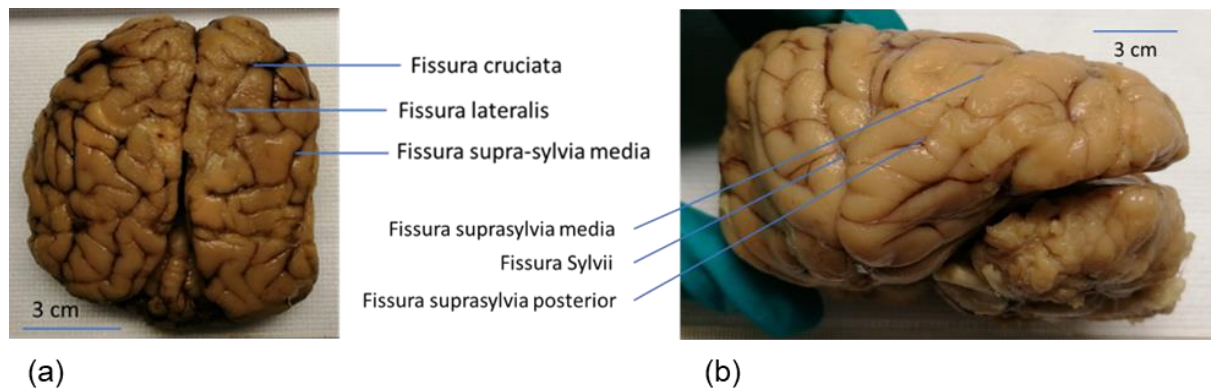 Fissura cruciata
Fissura lateralis
Fissura supra-sylvia media
3 cm
(a)
3 cm
Fissura suprasylvia media
Fissura Sylvii
Fissura suprasylvia posterior
(b)